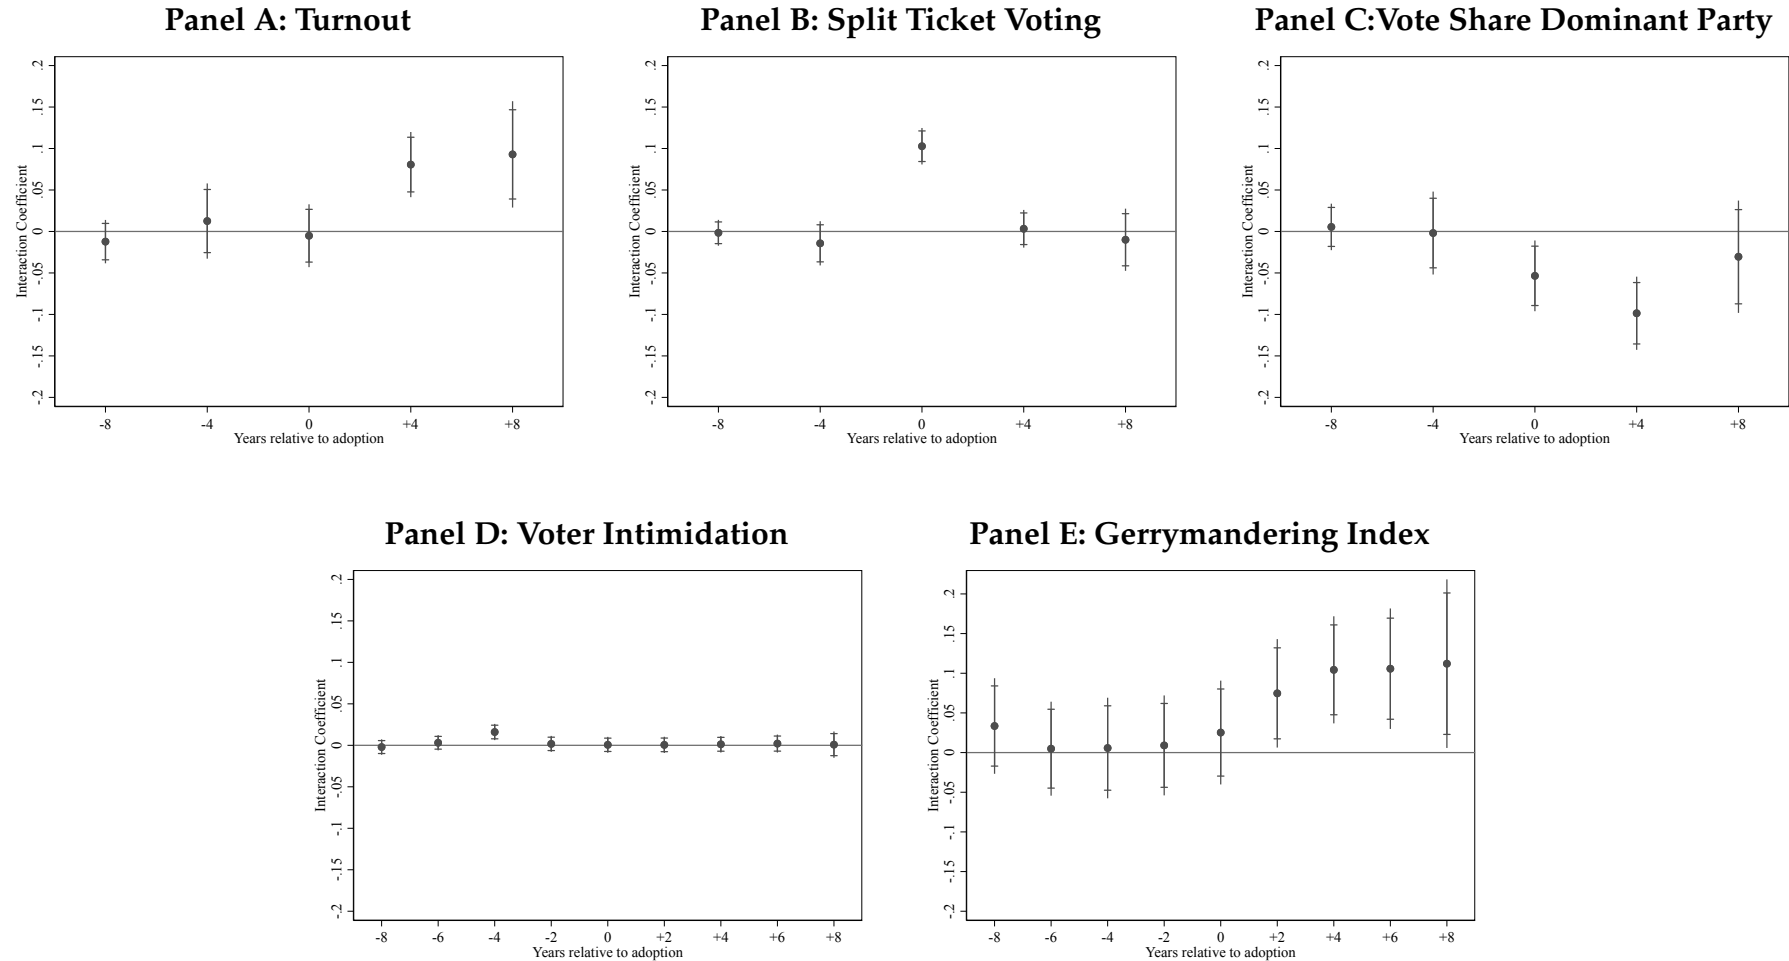 Panel A: Turnout
Panel B: Split Ticket Voting
Panel C:Vote Share Dominant Party
Interaction Coefficient
.2
.15
.1
.05
0
-.05
-.1
-.15
-.2
-8 -4 0 +4 +8
Years relative to adoption
Interaction Coefficient
.2
.15
.1
.05
0
-.05
-.1
-.15
-.2
-8 -4 0 +4 +8
Years relative to adoption
Interaction Coefficient
.2
.15
.1
.05
0
-.05
-.1
-.15
-.2
-8 -4 0 +4 +8
Years relative to adoption
Panel D: Voter Intimidation
Panel E: Gerrymandering Index
Interaction Coefficient
.2
.15
.1
.05
0
-.05
-.1
-.15
-.2
-8 -6 -4 -2 0 +2 +4 +6 +8
Years relative to adoption
Interaction Coefficient
.2
.15
.1
.05
0
-.05
-.1
-.15
-.2
-8 -6 -4 -2 0 +2 +4 +6 +8
Years relative to adoption